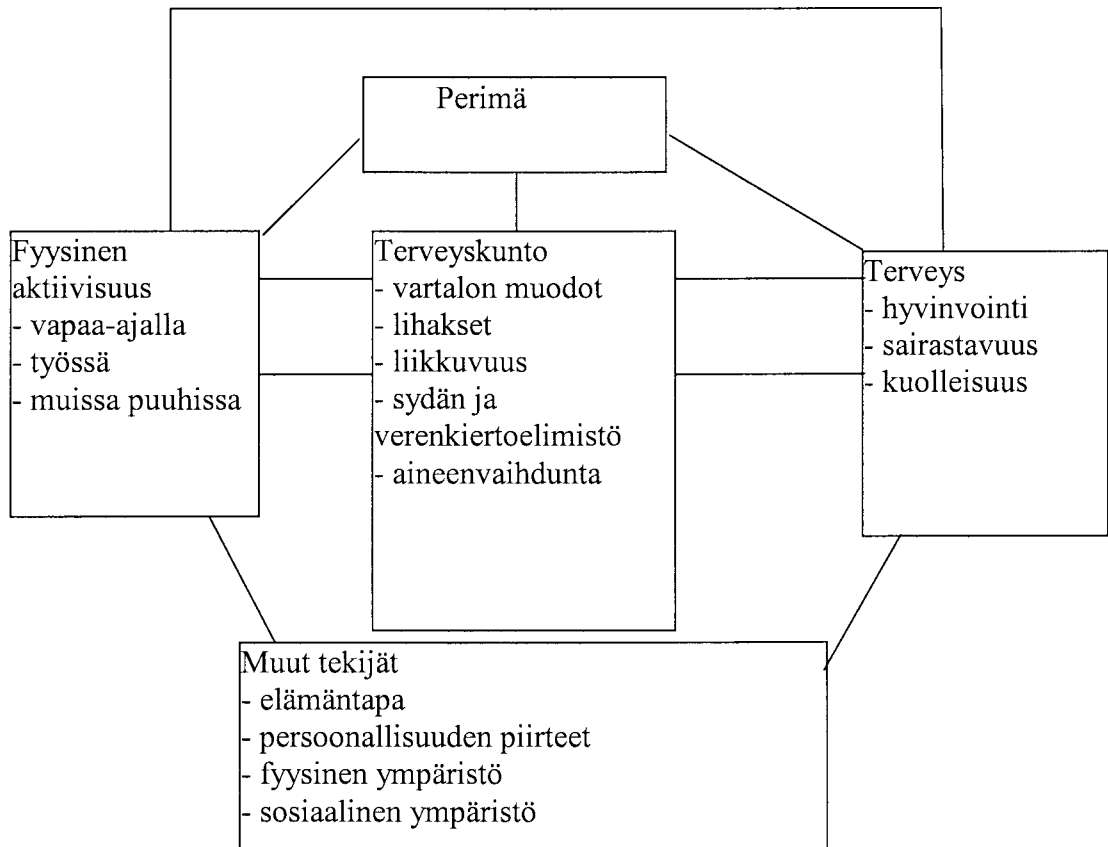 Perimä
Fyysinen
aktiivisuus
- vapaa-ajalla
- työssä
- muissa puuhissa
Terveyskunto
- vartalon muodot
- lihakset
- liikkuvuus
- sydän ja
verenkiertoelimistö
- aineenvaihdunta
Terveys
- hyvinvointi
- sairastavuus
- kuolleisuus
Muut tekijät
- elämäntapa
- persoonallisuuden piirteet
- fyysinen ympäristö
- sosiaalinen ympäristö